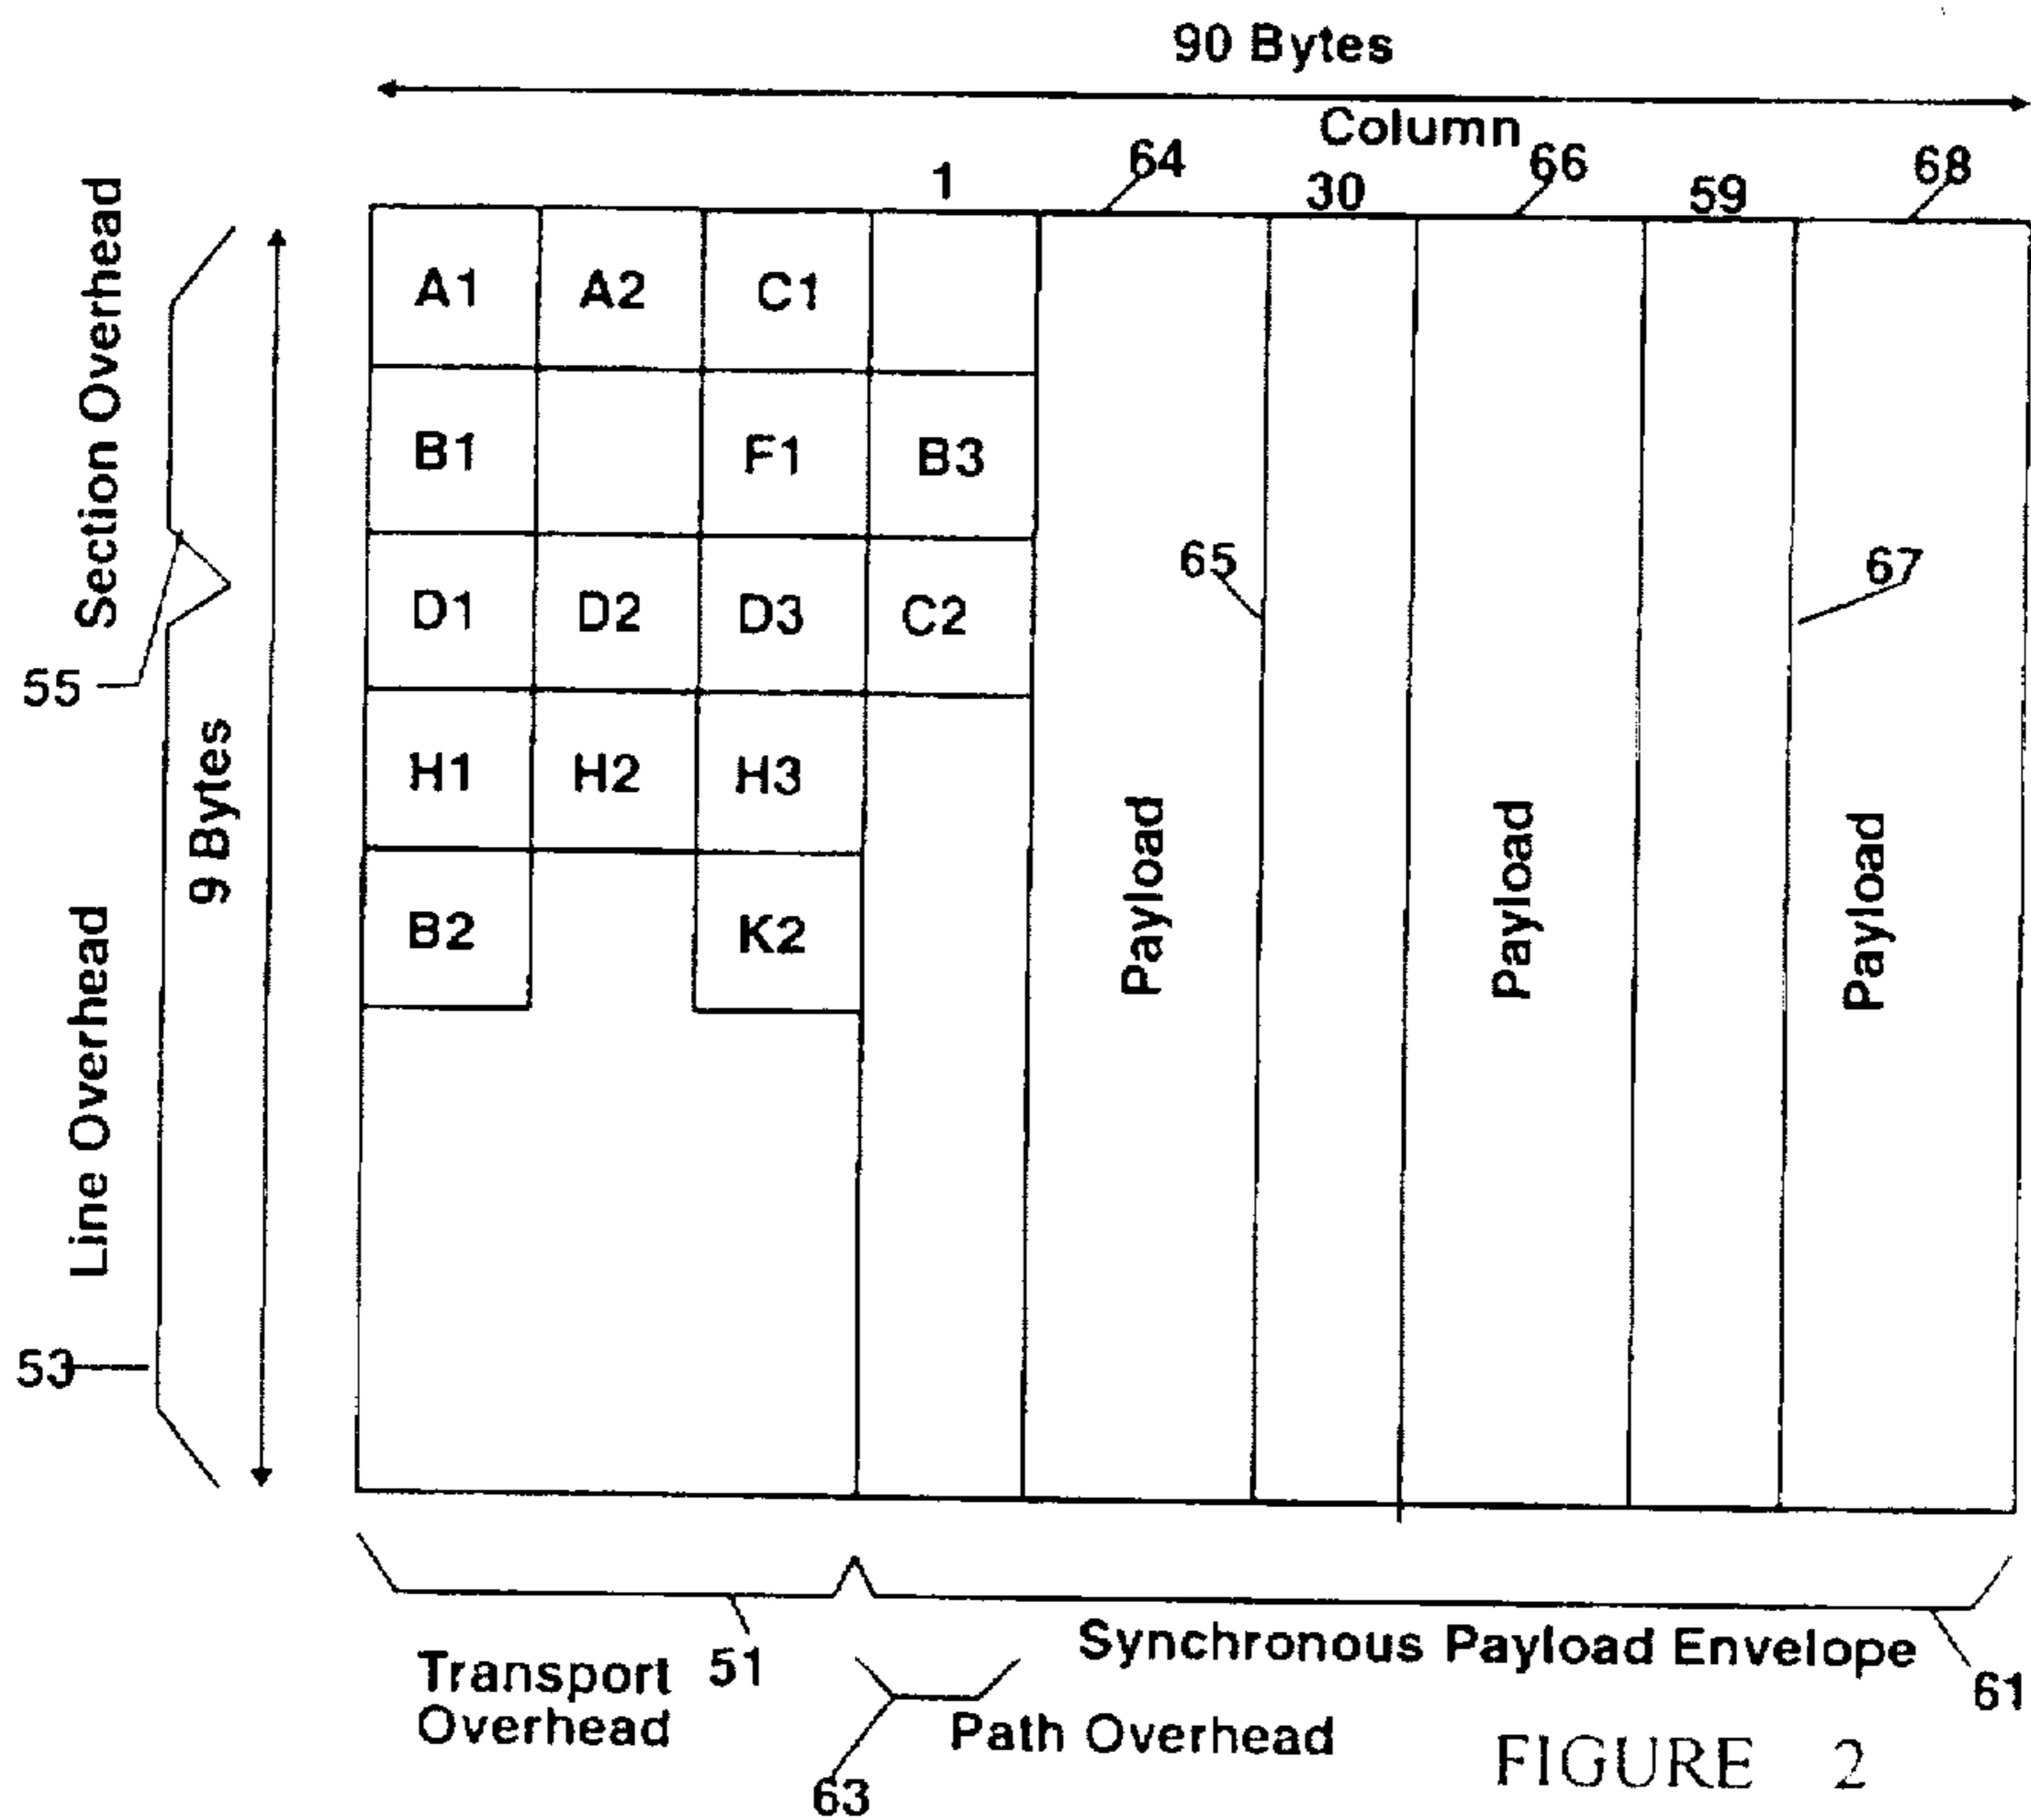 90 Bytes
Column
1
64
30
66
59
68
Section Overhead
A1 A2 C1
B1 F1 B3
65
67
D1 D2 D3 C2
55
9 Bytes
H1 H2 H3
Payload
Payload
Payload
B2 K2
Line Overhead
53
Transport
Overhead
51
Synchronous Payload Envelope
61
Path Overhead
63
FIGURE 2